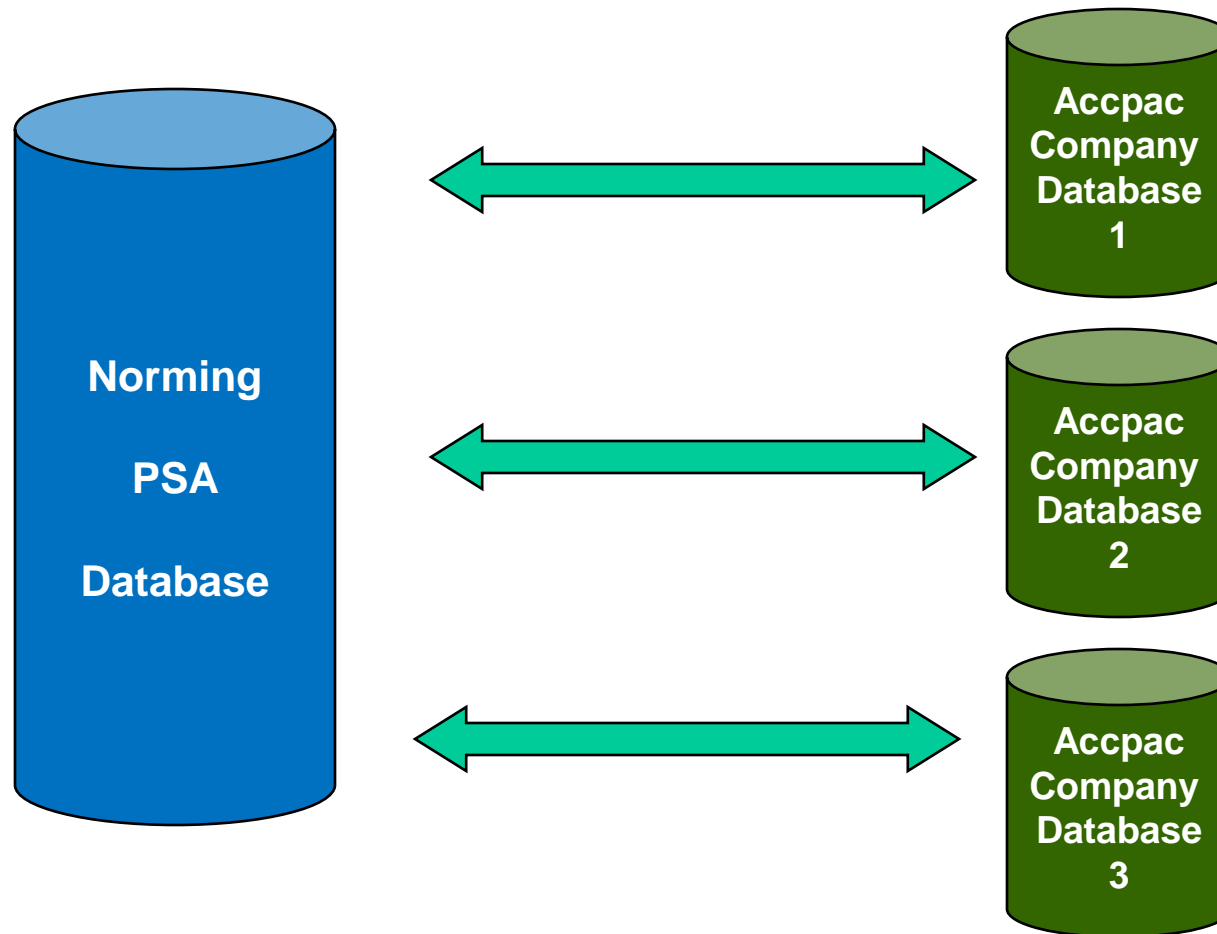 Norming
PSA
Database
Accpac
Company
Database
1
Accpac
Company
Database
2
Accpac
Company
Database
3